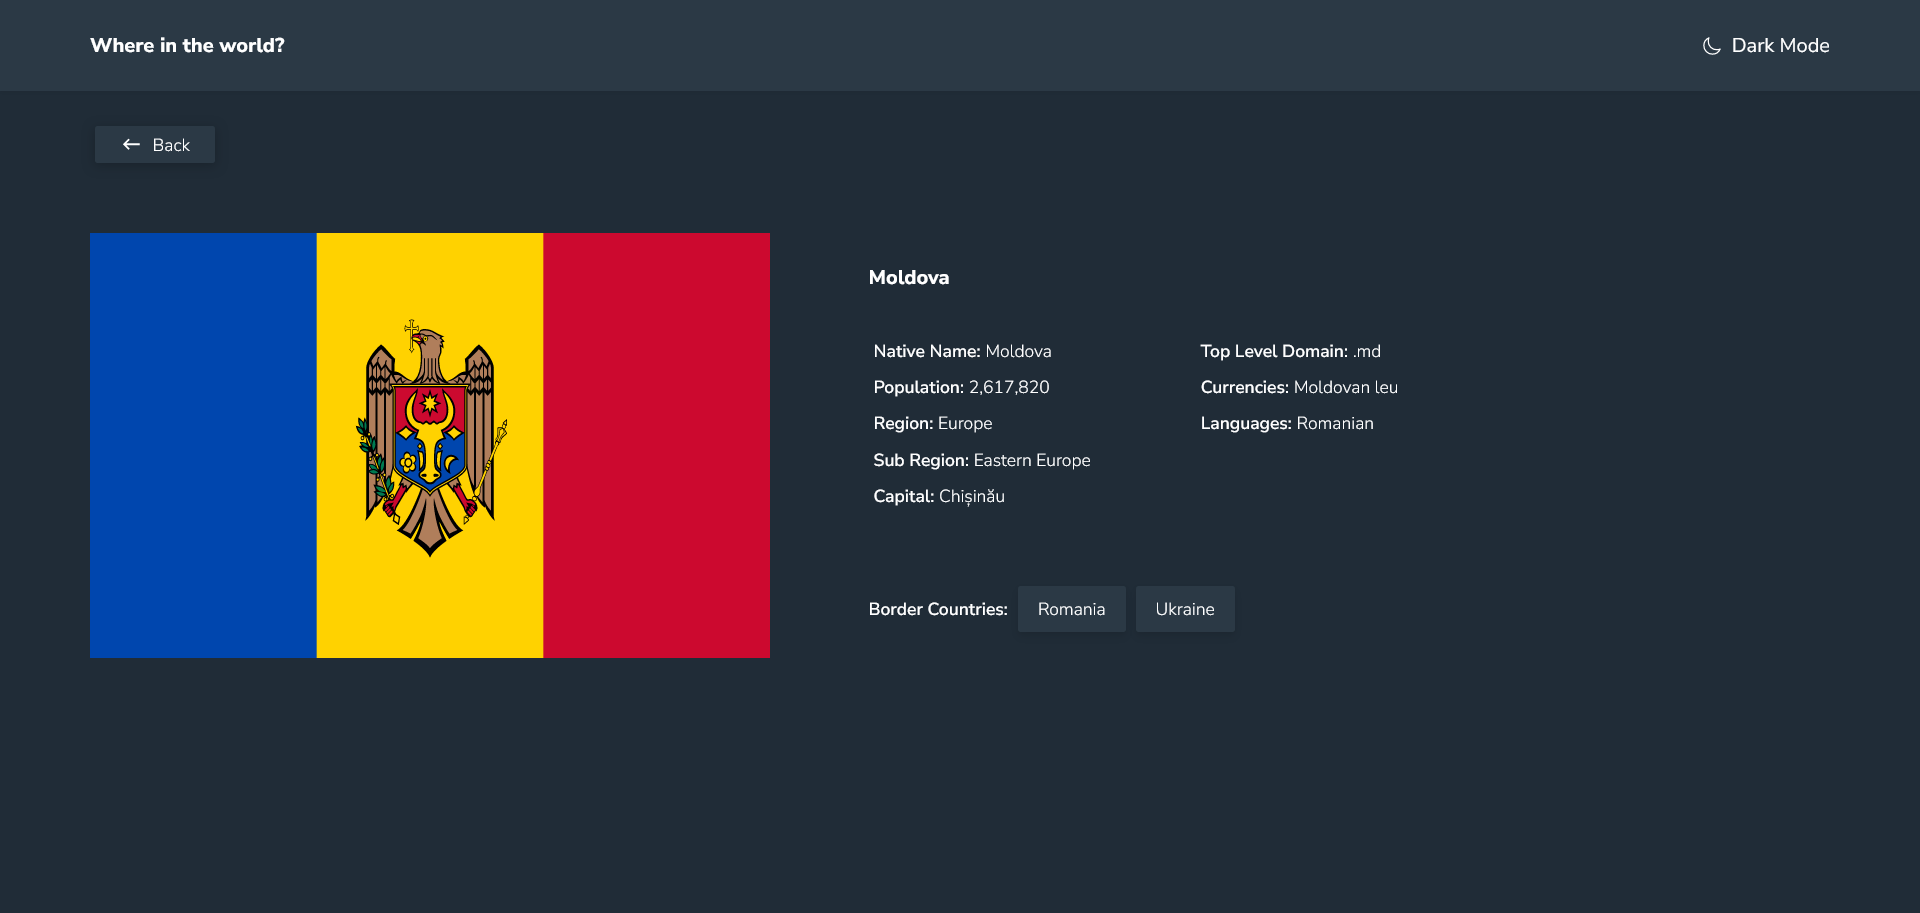 Where in the world?
Dark Mode
Back
Moldova
Native Name: Moldova
Population: 2,617,820
Region: Europe
Sub Region: Eastern Europe
Capital: Chișinău
Top Level Domain: .md
Currencies: Moldovan leu
Languages: Romanian
Border Countries: Romania Ukraine